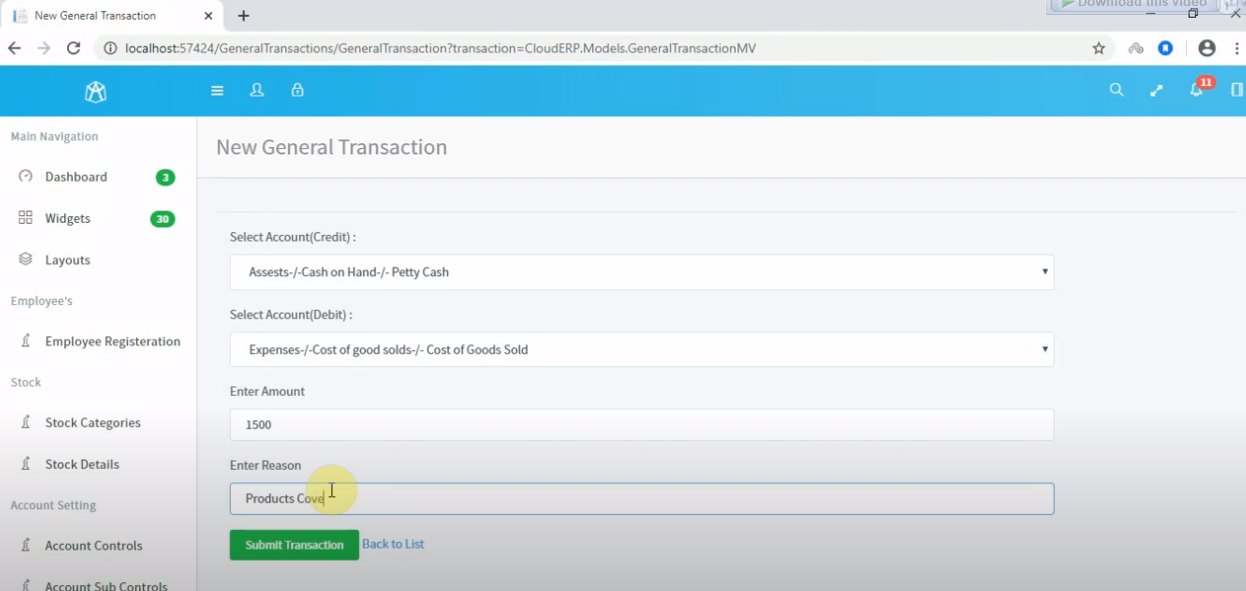 New General Transaction
Download this video
localhost:57424/GeneralTransactions/GeneralTransaction?transaction=CloudERP.Models.GeneralTransactionMV
11
Main Navigation
New General Transaction
Dashboard 3
Widgets 30
Layouts
Employee's
Employee Registeration
Stock
Stock Categories
Stock Details
Account Setting
Account Controls
Account Sub Controls
Select Account(Credit) :
Assests-/-Cash on Hand-/- Petty Cash
Select Account(Debit) :
Expenses-/-Cost of good solds-/- Cost of Goods Sold
Enter Amount
1500
Enter Reason
Products Cove
Submit Transaction Back to List